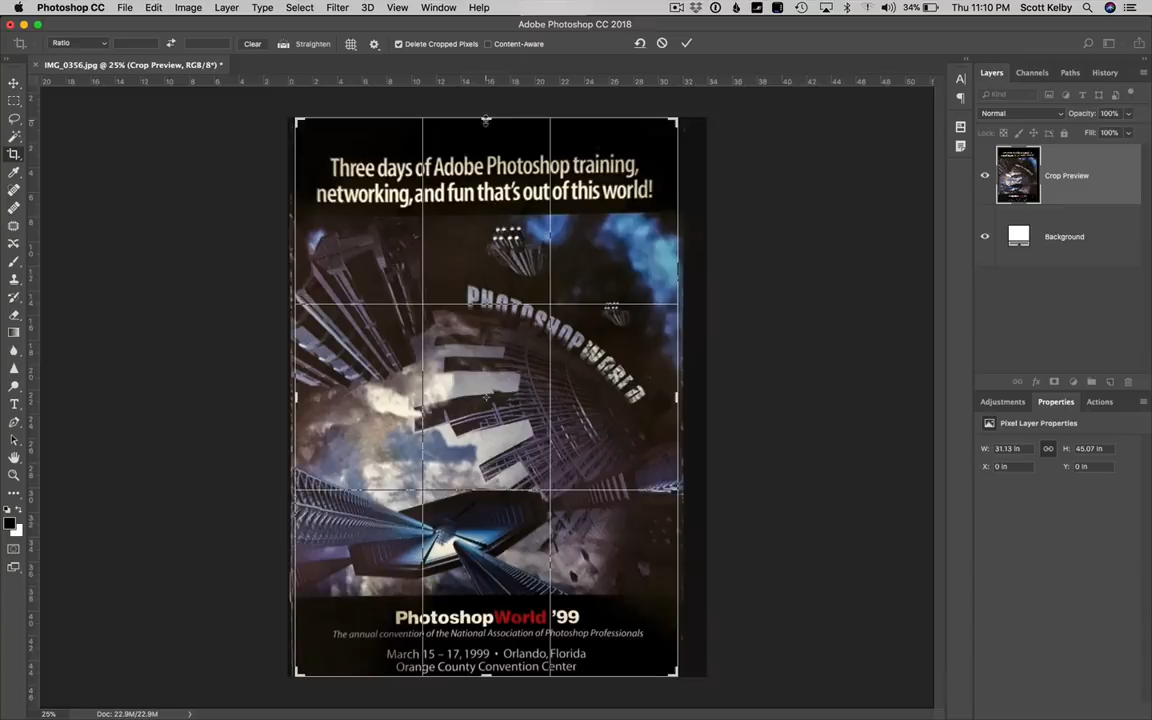 Photoshop CC File Edit Image Layer Type Select Filter 3D View Window Help 34% Thu 11:10 PM Scott Kelby
Adobe Photoshop CC 2018
Ratio Clear Straighten Delete Cropped Pixels Content-Aware
IMG_0356.jpg @ 25% (Crop Preview, RGB/8*) *
Layers Channels Paths History
Kind
Normal Opacity: 100%
Lock: Fill: 100%
Crop Preview
Background
Adjustments Properties Actions
Pixel Layer Properties
W: 31.13 in H: 45.07 in
X: 0 in Y: 0 in
Three days of Adobe Photoshop training,
networking, and fun that's out of this world!
PHOTOSHOP WORLD
PhotoshopWorld '99
The annual convention of the National Association of Photoshop Professionals
March 15 – 17, 1999 • Orlando, Florida
Orange County Convention Center
25% Doc: 22.9M/22.9M